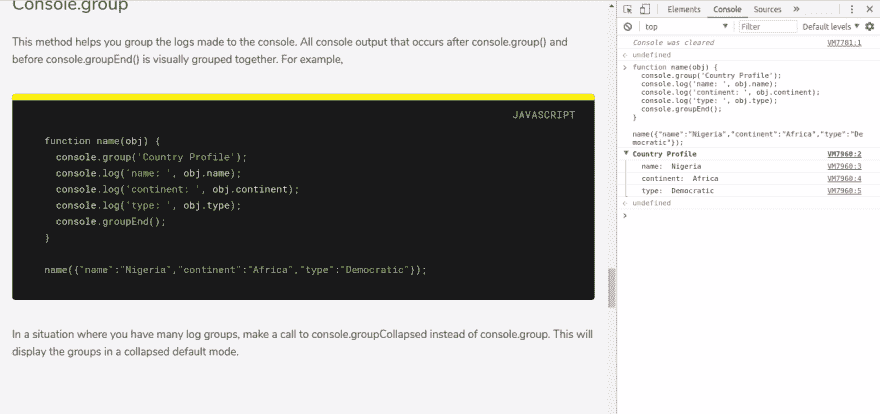 Console.group
This method helps you group the logs made to the console. All console output that occurs after console.group() and
before console.groupEnd() is visually grouped together. For example,
JAVASCRIPT
function name(obj) {
console.group('Country Profile');
console.log('name: ', obj.name);
console.log('continent: ', obj.continent);
console.log('type: ', obj.type);
console.groupEnd();
}
name({"name":"Nigeria","continent":"Africa","type":"Democratic"});
In a situation where you have many log groups, make a call to console.groupCollapsed instead of console.group. This will
display the groups in a collapsed default mode.
Elements Console Sources »
top Filter Default levels
Console was cleared VM7781:1
undefined
function name(obj) {
console.group('Country Profile');
console.log('name: ', obj.name);
console.log('continent: ', obj.continent);
console.log('type: ', obj.type);
console.groupEnd();
}
name({"name":"Nigeria","continent":"Africa","type":"De
mocratic"});
Country Profile VM7960:2
name: Nigeria VM7960:3
continent: Africa VM7960:4
type: Democratic VM7960:5
undefined